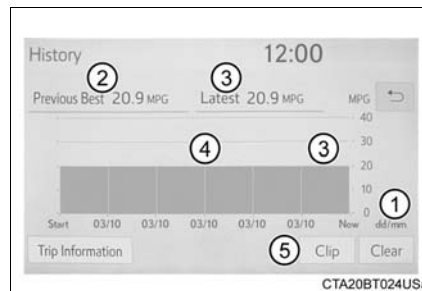 History 12:00
② ③
Previous Best 20.9 MPG Latest 20.9 MPG MPG
40
④ ③ 30
20
10 ①
0
Start 03/10 03/10 03/10 03/10 03/10 Now dd/mm
Trip Information ⑤ Clip Clear
CTA20BT024US